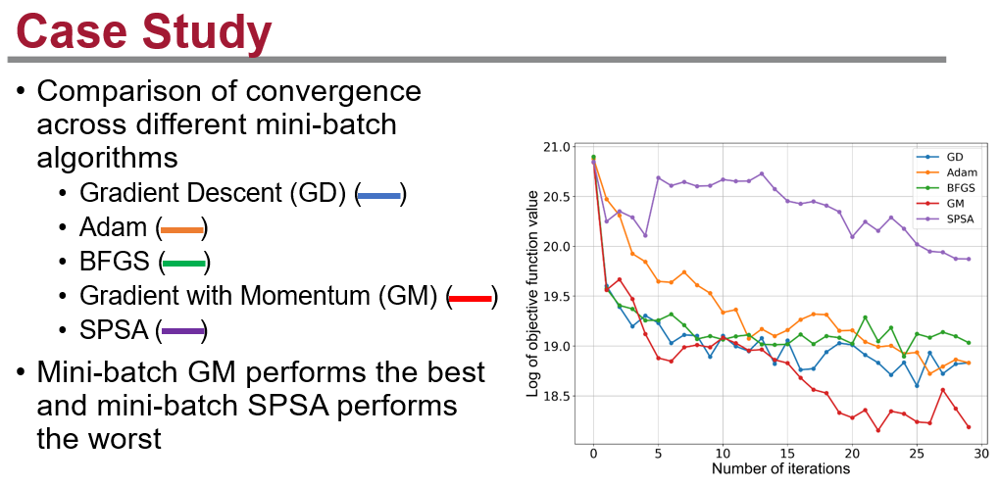 Case Study
• Comparison of convergence
across different mini-batch
algorithms
• Gradient Descent (GD) ( )
• Adam ( )
• BFGS ( )
• Gradient with Momentum (GM) ( )
• SPSA ( )
• Mini-batch GM performs the best
and mini-batch SPSA performs
the worst
Log of objective function value
21.0
20.5
20.0
19.5
19.0
18.5
GD
Adam
BFGS
GM
SPSA
0 5 10 15 20 25 30
Number of iterations